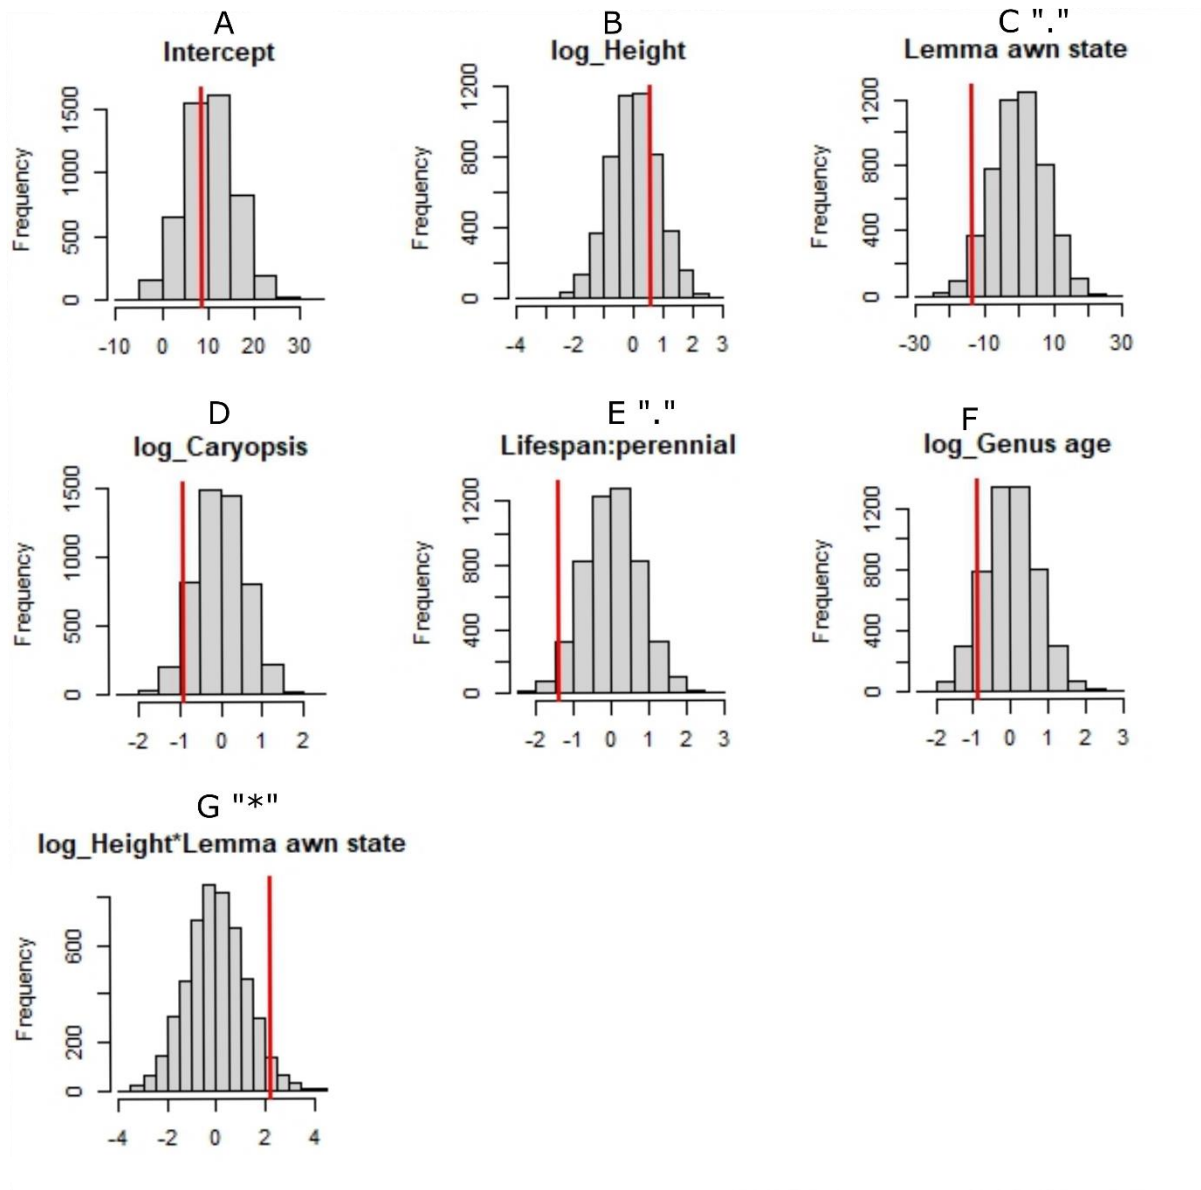 A
Intercept
Frequency
0 500 1000 1500
-10 0 10 20 30
B
log_Height
Frequency
0 400 800 1200
-4 -2 0 1 2 3
C "."
Lemma awn state
Frequency
0 400 800 1200
-30 -10 10 30
D
log_Caryopsis
Frequency
0 500 1000 1500
-2 -1 0 1 2
E "."
Lifespan:perennial
Frequency
0 400 800 1200
-2 -1 0 1 2 3
F
log_Genus age
Frequency
0 400 800 1200
-2 -1 0 1 2 3
G "*"
log_Height*Lemma awn state
Frequency
0 200 600
-4 -2 0 2 4